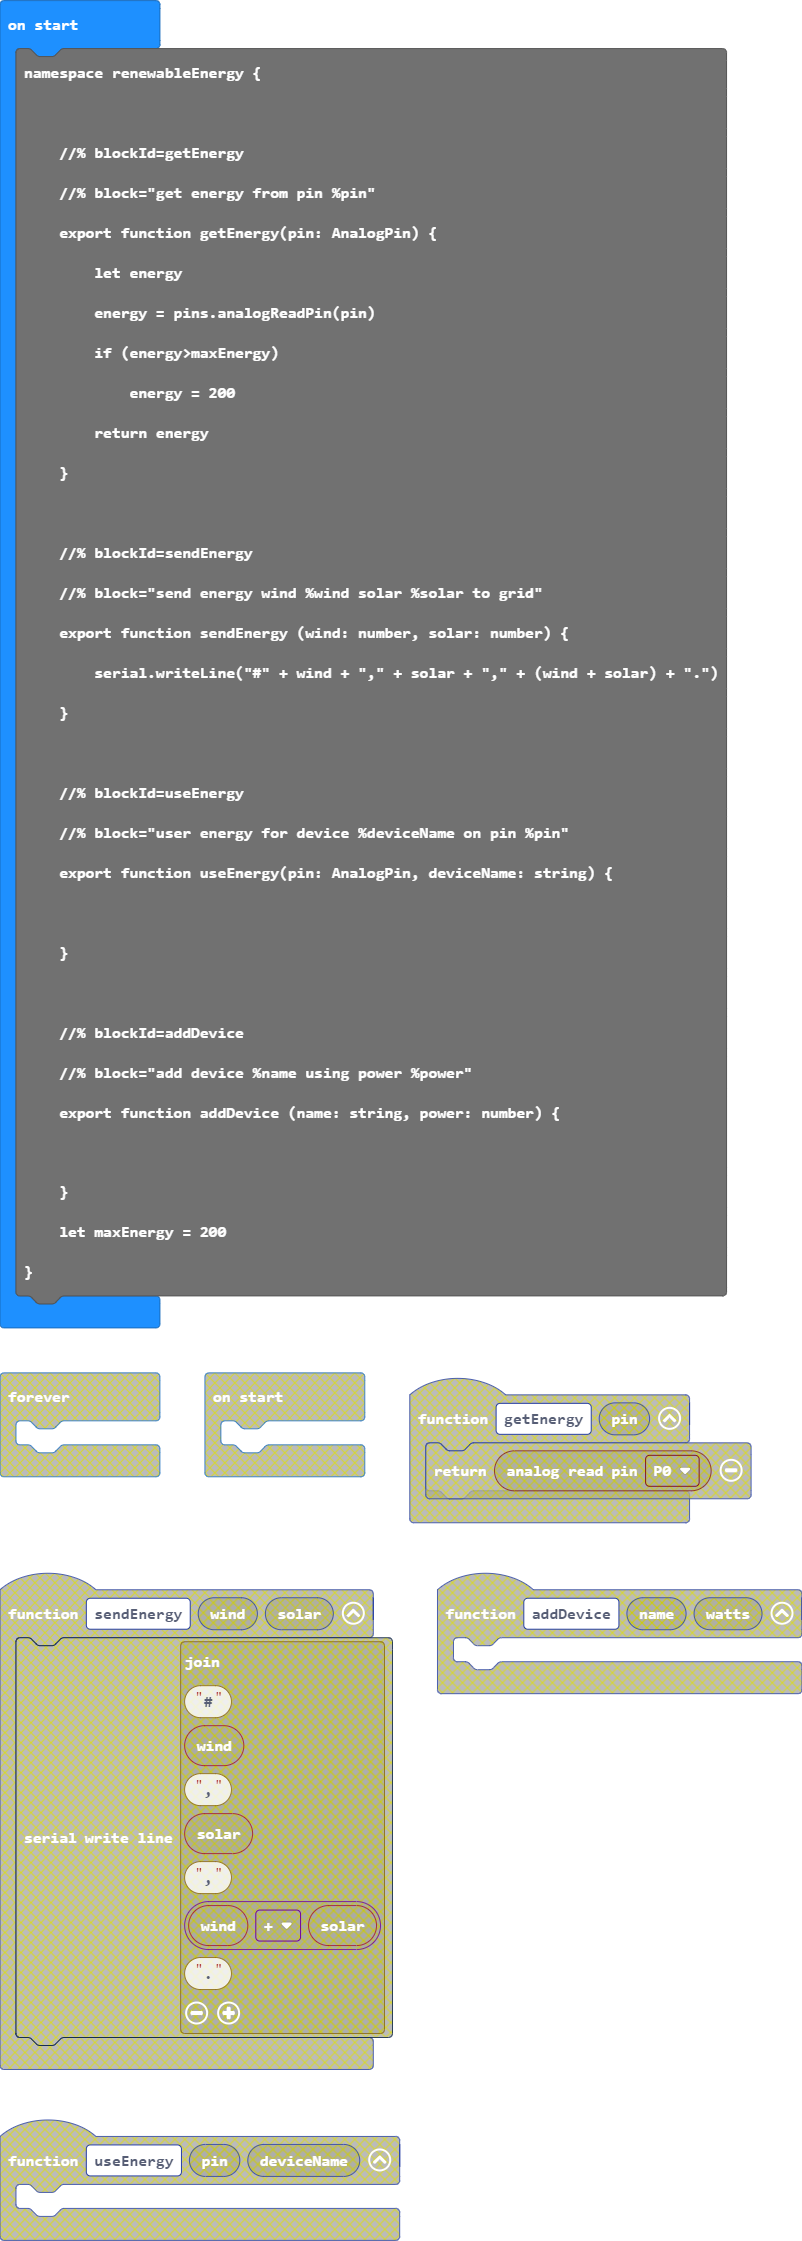 on start
namespace renewableEnergy {
//% blockId=getEnergy
//% block="get energy from pin %pin"
export function getEnergy(pin: AnalogPin) {
let energy
energy = pins.analogReadPin(pin)
if (energy>maxEnergy)
energy = 200
return energy
}
//% blockId=sendEnergy
//% block="send energy wind %wind solar %solar to grid"
export function sendEnergy (wind: number, solar: number) {
serial.writeLine("#" + wind + "," + solar + "," + (wind + solar) + ".")
}
//% blockId=useEnergy
//% block="user energy for device %deviceName on pin %pin"
export function useEnergy(pin: AnalogPin, deviceName: string) {
}
//% blockId=addDevice
//% block="add device %name using power %power"
export function addDevice (name: string, power: number) {
}
let maxEnergy = 200
}
forever
on start
function getEnergy pin
return analog read pin P0
function sendEnergy wind solar
serial write line
join
"#"
wind
","
solar
","
wind + solar
"."
function addDevice name watts
function useEnergy pin deviceName